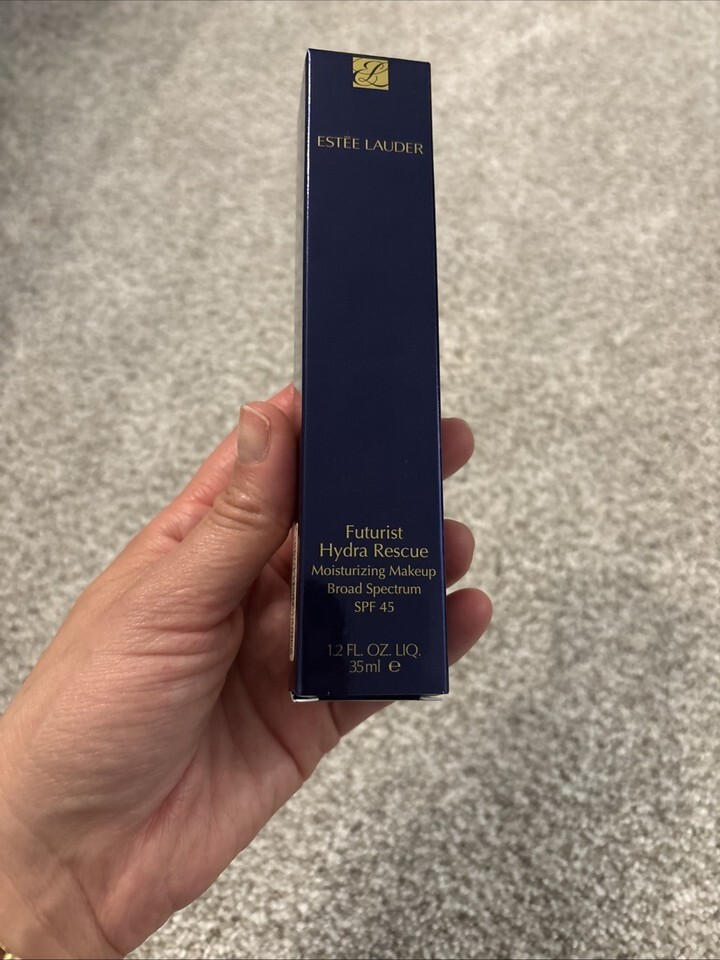 ESTĒE LAUDER
Futurist
Hydra Rescue
Moisturizing Makeup
Broad Spectrum
SPF 45
1.2 FL. OZ. LIQ.
35ml ℮